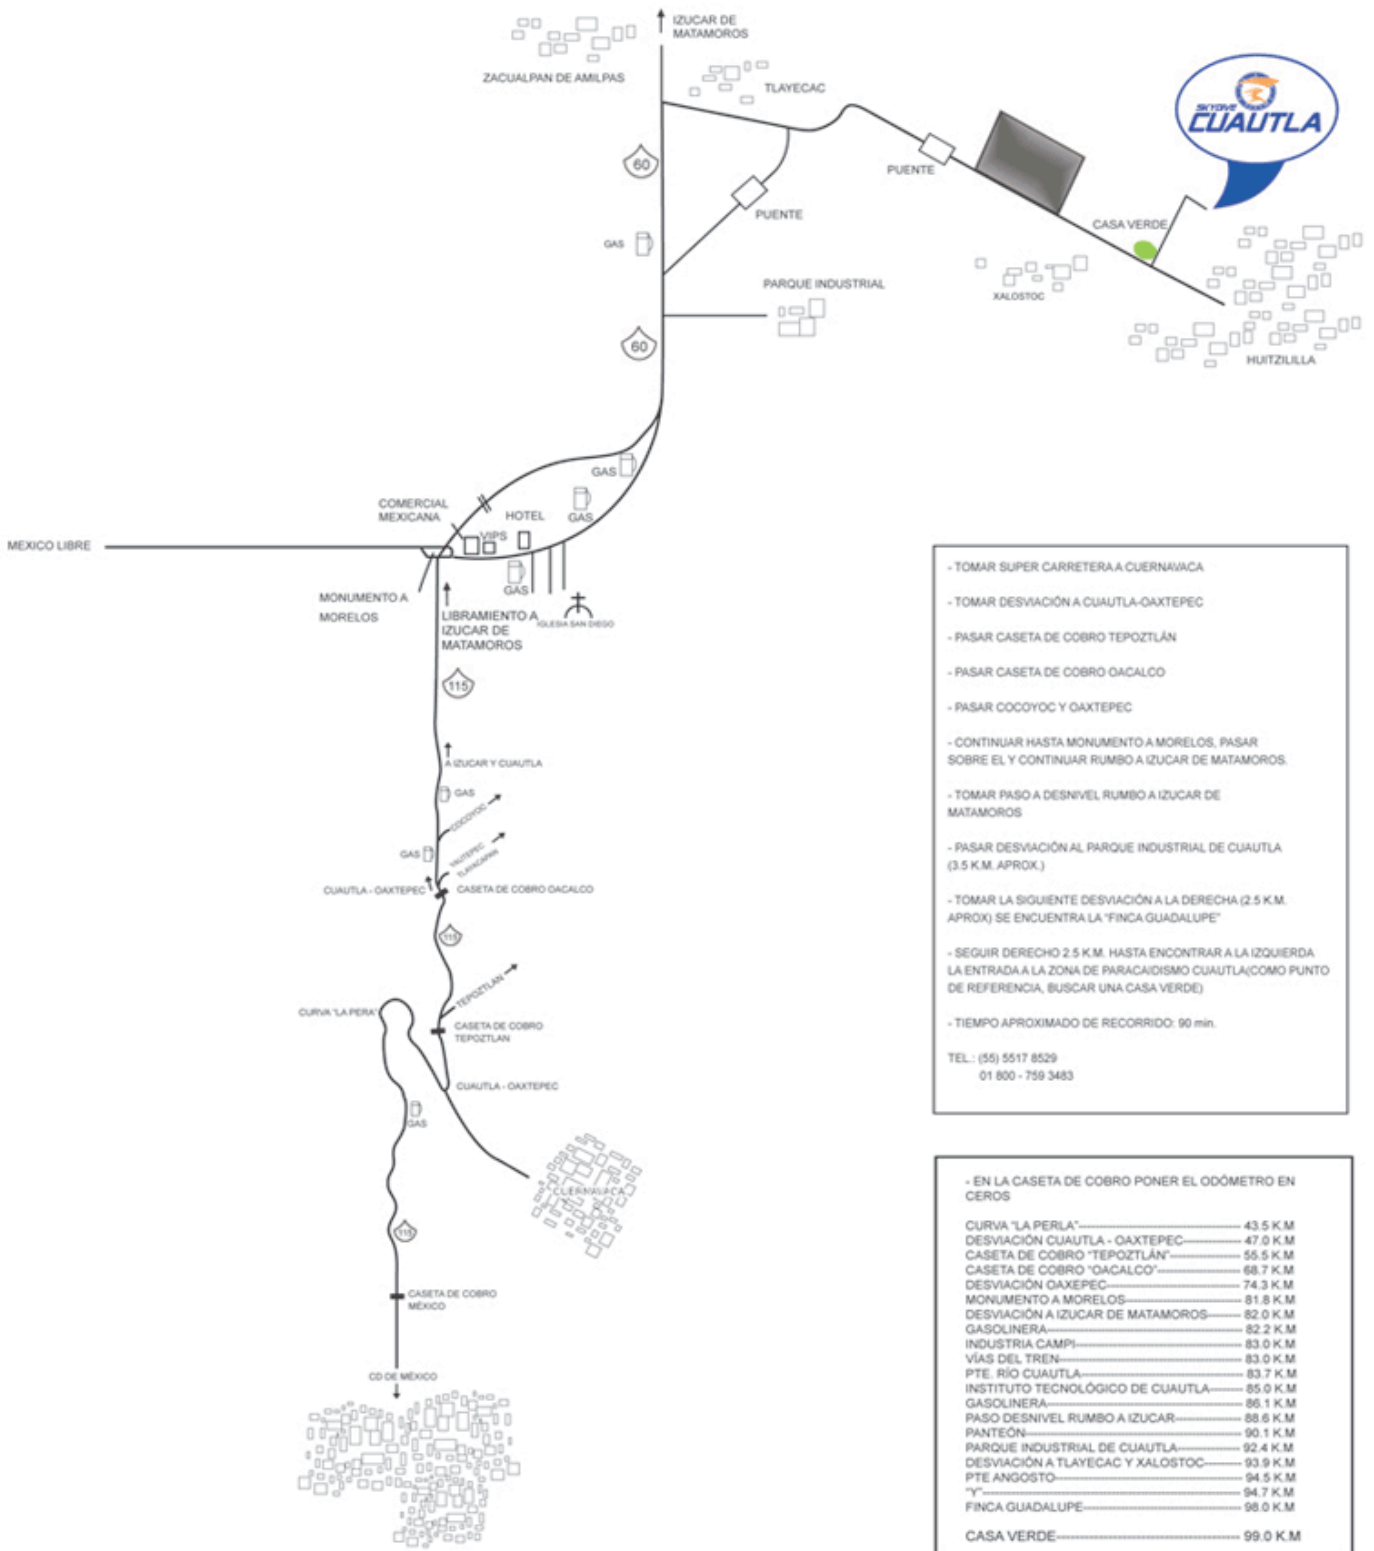 IZUCAR DE
MATAMOROS
ZACUALPAN DE AMILPAS
TLAYECAC
SKYDIVE
CUAUTLA
60
PUENTE
PUENTE
GAS
CASA VERDE
PARQUE INDUSTRIAL
XALOSTOC
60
HUITZILILLA
GAS
COMERCIAL
MEXICANA
HOTEL
GAS
VIPS
MEXICO LIBRE
GAS
MONUMENTO A
MORELOS
LIBRAMIENTO A
IZUCAR DE
MATAMOROS
IGLESIA SAN DIEGO
115
A IZUCAR Y CUAUTLA
GAS
COCOYOC
GAS
YAUTEPEC
TLAYACAPAN
CUAUTLA - OAXTEPEC
CASETA DE COBRO OACALCO
115
TEPOZTLAN
CURVA "LA PERA"
CASETA DE COBRO
TEPOZTLAN
CUAUTLA - OAXTEPEC
GAS
CUERNAVACA
115
CASETA DE COBRO
MÉXICO
CD DE MÉXICO
- TOMAR SUPER CARRETERA A CUERNAVACA
- TOMAR DESVIACIÓN A CUAUTLA-OAXTEPEC
- PASAR CASETA DE COBRO TEPOZTLÁN
- PASAR CASETA DE COBRO OACALCO
- PASAR COCOYOC Y OAXTEPEC
- CONTINUAR HASTA MONUMENTO A MORELOS, PASAR
SOBRE EL Y CONTINUAR RUMBO A IZUCAR DE MATAMOROS.
- TOMAR PASO A DESNIVEL RUMBO A IZUCAR DE
MATAMOROS
- PASAR DESVIACIÓN AL PARQUE INDUSTRIAL DE CUAUTLA
(3.5 K.M. APROX.)
- TOMAR LA SIGUIENTE DESVIACIÓN A LA DERECHA (2.5 K.M.
APROX) SE ENCUENTRA LA "FINCA GUADALUPE"
- SEGUIR DERECHO 2.5 K.M. HASTA ENCONTRAR A LA IZQUIERDA
LA ENTRADA A LA ZONA DE PARACAIDISMO CUAUTLA(COMO PUNTO
DE REFERENCIA, BUSCAR UNA CASA VERDE)
- TIEMPO APROXIMADO DE RECORRIDO: 90 min.
TEL.: (55) 5517 8529
01 800 - 759 3483
- EN LA CASETA DE COBRO PONER EL ODÓMETRO EN
CEROS
CURVA "LA PERLA"---------- 43.5 K.M
DESVIACIÓN CUAUTLA - OAXTEPEC---------- 47.0 K.M
CASETA DE COBRO "TEPOZTLÁN"---------- 55.5 K.M
CASETA DE COBRO "OACALCO"---------- 68.7 K.M
DESVIACIÓN OAXEPEC---------- 74.3 K.M
MONUMENTO A MORELOS---------- 81.8 K.M
DESVIACIÓN A IZUCAR DE MATAMOROS---------- 82.0 K.M
GASOLINERA---------- 82.2 K.M
INDUSTRIA CAMPI---------- 83.0 K.M
VÍAS DEL TREN---------- 83.0 K.M
PTE. RÍO CUAUTLA---------- 83.7 K.M
INSTITUTO TECNOLÓGICO DE CUAUTLA---------- 85.0 K.M
GASOLINERA---------- 86.1 K.M
PASO DESNIVEL RUMBO A IZUCAR---------- 88.6 K.M
PANTEÓN---------- 90.1 K.M
PARQUE INDUSTRIAL DE CUAUTLA---------- 92.4 K.M
DESVIACIÓN A TLAYECAC Y XALOSTOC---------- 93.9 K.M
PTE ANGOSTO---------- 94.5 K.M
"Y"---------- 94.7 K.M
FINCA GUADALUPE---------- 98.0 K.M
CASA VERDE---------- 99.0 K.M